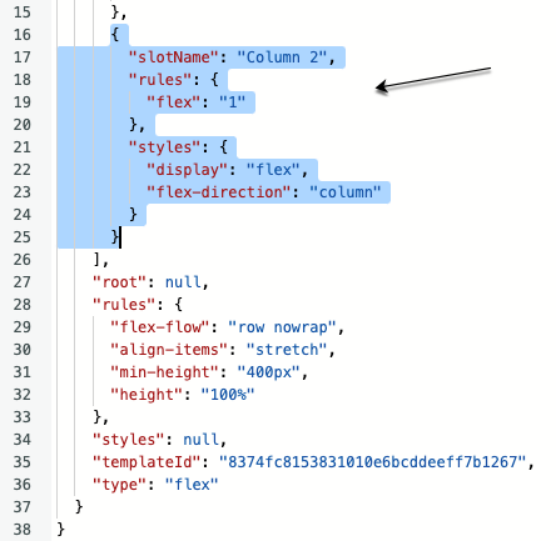 15 },
16 {
17 "slotName": "Column 2",
18 "rules": {
19 "flex": "1"
20 },
21 "styles": {
22 "display": "flex",
23 "flex-direction": "column"
24 }
25 }
26 ],
27 "root": null,
28 "rules": {
29 "flex-flow": "row nowrap",
30 "align-items": "stretch",
31 "min-height": "400px",
32 "height": "100%"
33 },
34 "styles": null,
35 "templateId": "8374fc8153831010e6bcddeeff7b1267",
36 "type": "flex"
37 }
38 }